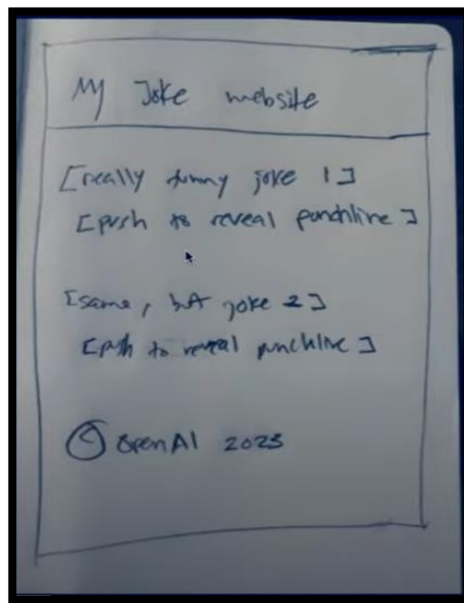 My Joke website
[really funny joke 1]
[push to reveal punchline]
[same, but joke 2]
[push to reveal punchline]
© OpenAI 2023